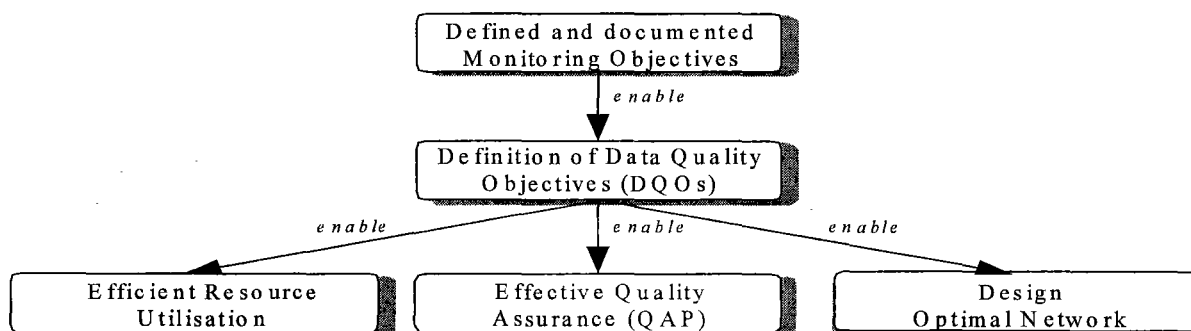 Defined and documented
Monitoring Objectives
enable
Definition of Data Quality
Objectives (DQOs)
enable
enable
enable
Efficient Resource
Utilisation
Effective Quality
Assurance (QAP)
Design
Optimal Network